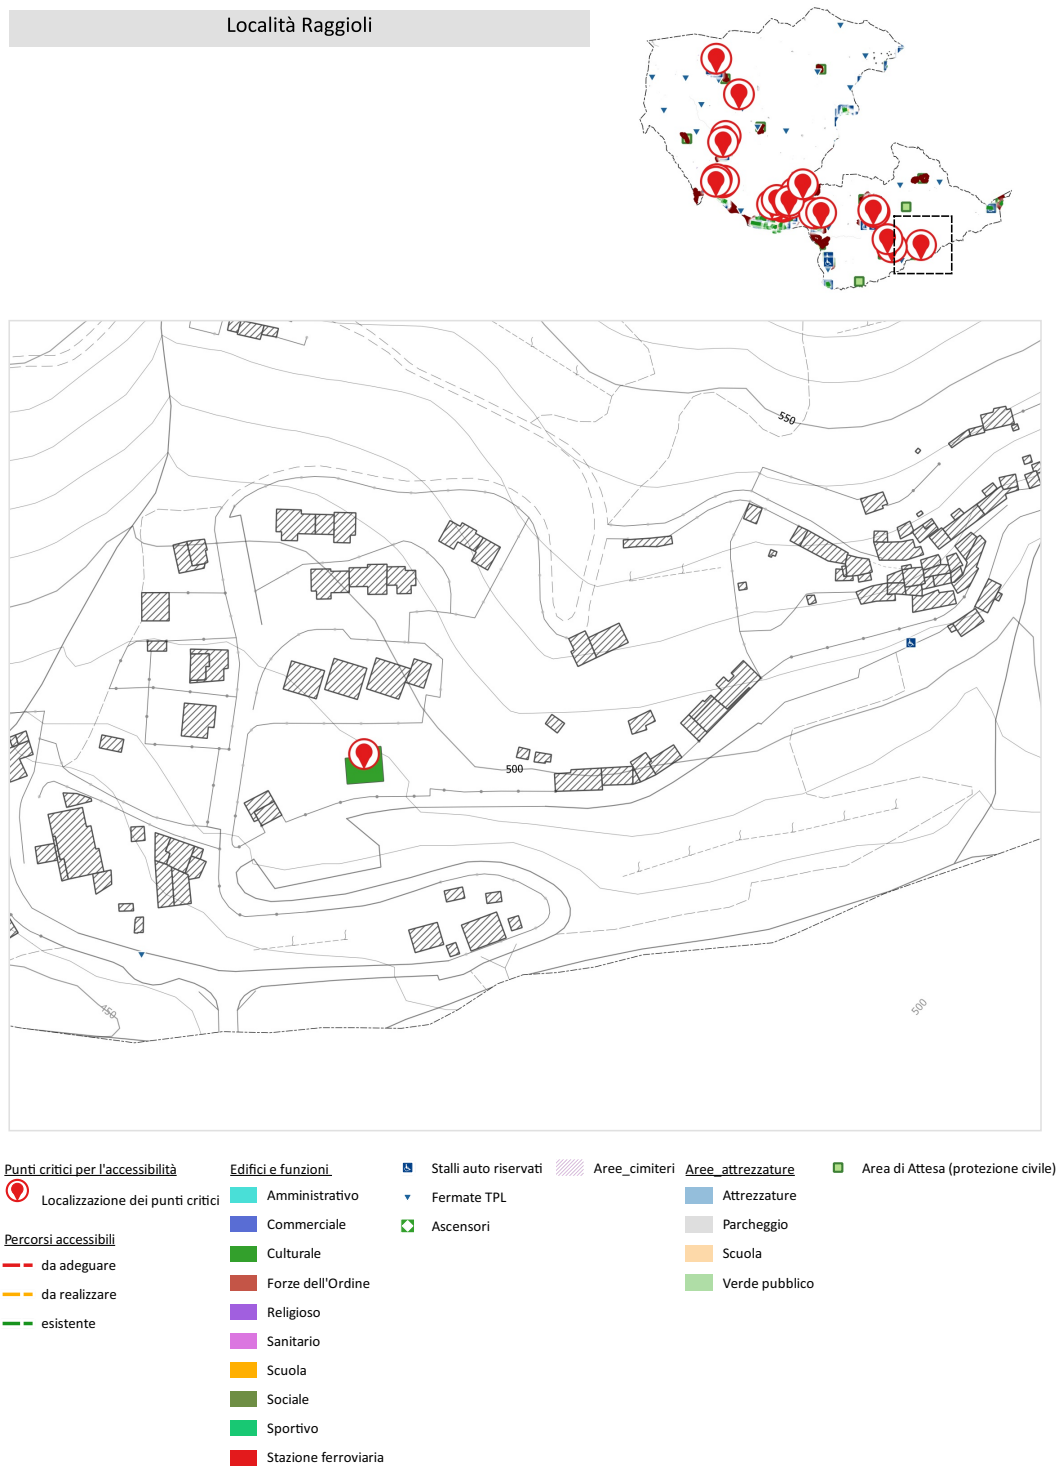 Località Raggioli
550
500
450
500
Punti critici per l'accessibilità
Localizzazione dei punti critici
Percorsi accessibili
da adeguare
da realizzare
esistente
Edifici e funzioni
Amministrativo
Commerciale
Culturale
Forze dell'Ordine
Religioso
Sanitario
Scuola
Sociale
Sportivo
Stazione ferroviaria
Stalli auto riservati
Fermate TPL
Ascensori
Aree_cimiteri
Aree_attrezzature
Attrezzature
Parcheggio
Scuola
Verde pubblico
Area di Attesa (protezione civile)